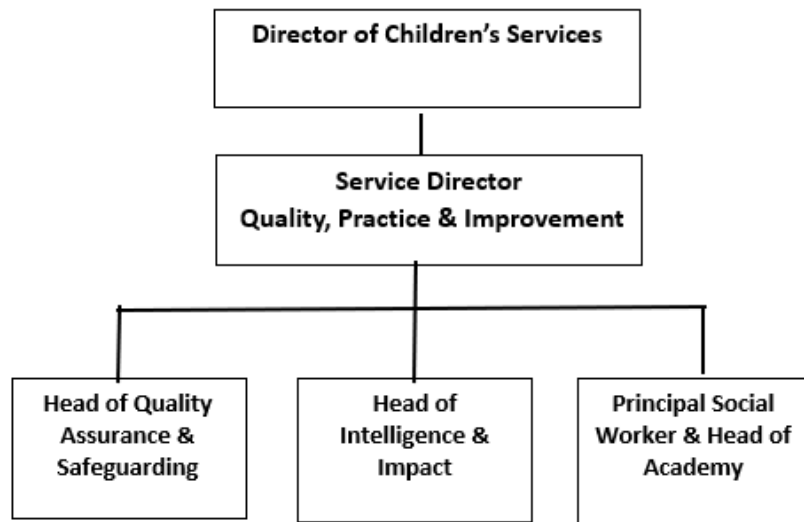 Director of Children’s Services
Service Director
Quality, Practice & Improvement
Head of Quality
Assurance &
Safeguarding
Head of
Intelligence &
Impact
Principal Social
Worker & Head of
Academy